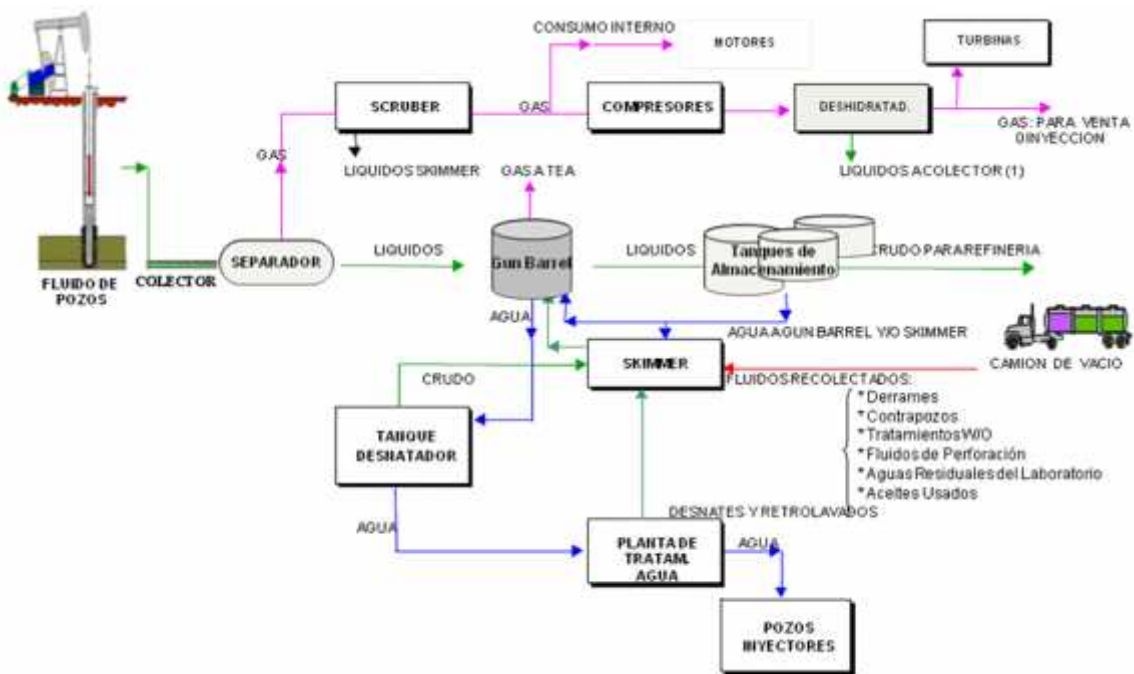 CONSUMO INTERNO
MOTORES
TURBINAS
SCRUBER
GAS
COMPRESORES
DESHIDRATAD.
GAS: PARA VENTA
OINYECCION
GAS
LIQUIDOS SKIMMER
GAS A TEA
LIQUIDOS A COLECTOR (1)
FLUIDO DE
POZOS
COLECTOR
SEPARADOR
LIQUIDOS
Gun Barrel
LIQUIDOS
Tanques de
Almacenamiento
CRUDO PARA REFINERIA
AGUA
AGUA A GUN BARREL Y/O SKIMMER
CAMION DE VACIO
SKIMMER
CRUDO
FLUIDOS RECOLECTADOS:
* Derrames
* Contrapozos
* Tratamientos W/O
* Fluidos de Perforación
* Aguas Residuales del Laboratorio
* Aceites Usados
TANQUE
DESNATADOR
DESNATES Y RETROLAVADOS
AGUA
PLANTA DE
TRATAM.
AGUA
AGUA
POZOS
INYECTORES